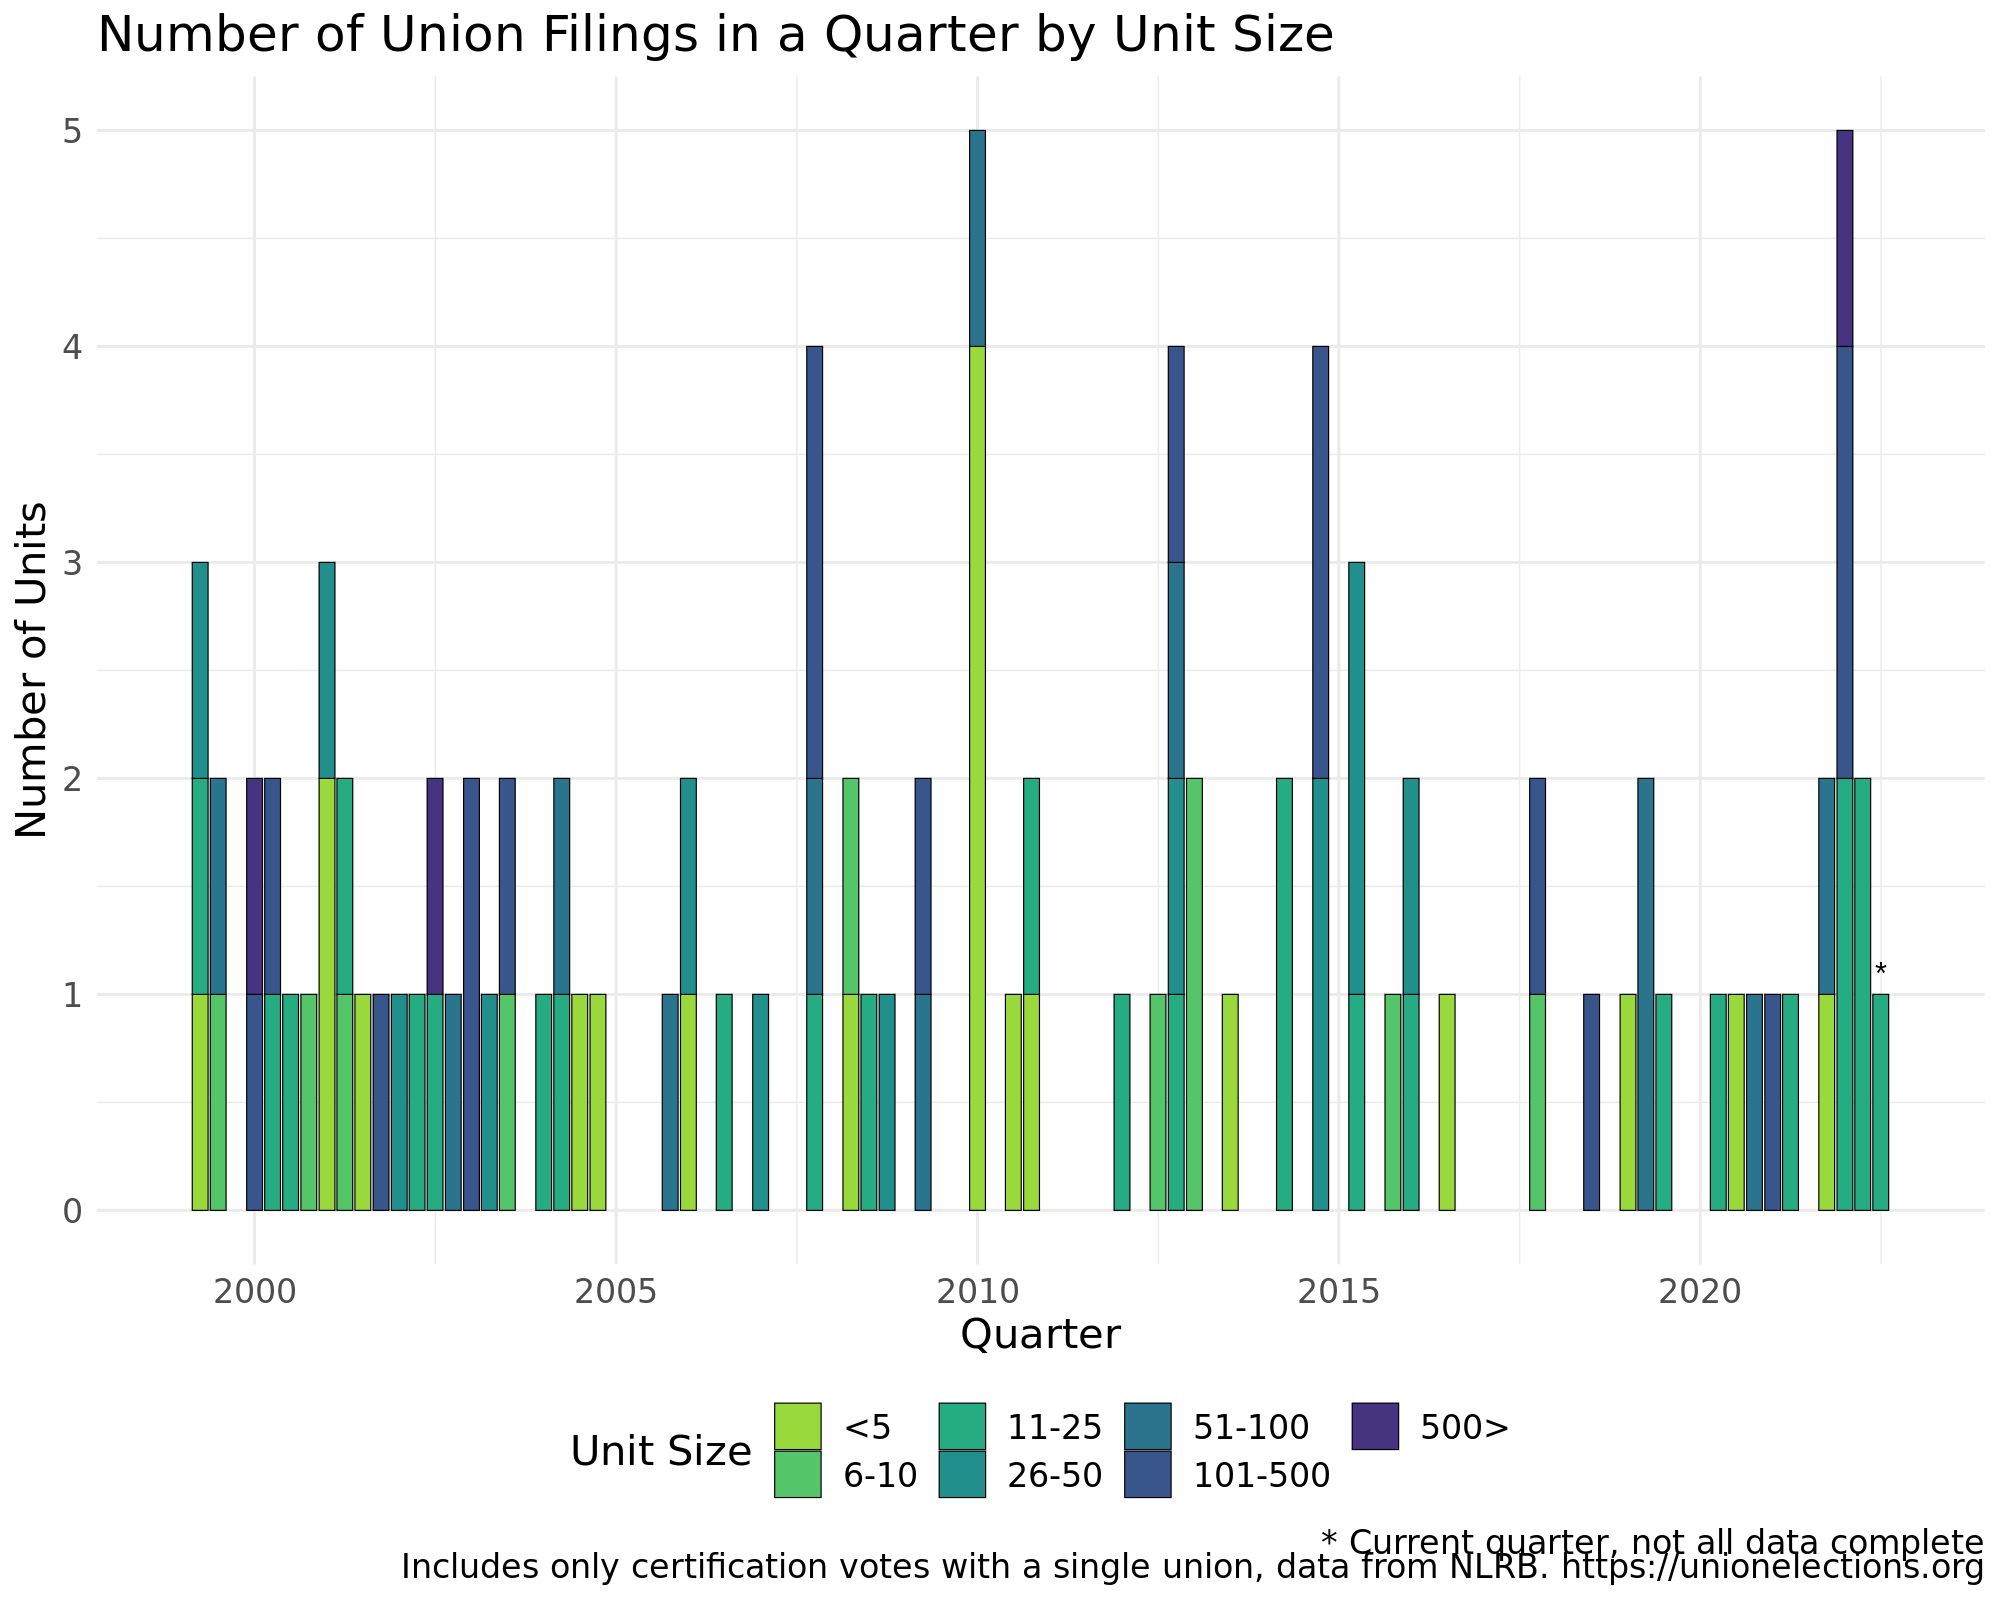 Number of Union Filings in a Quarter by Unit Size
Number of Units
5
4
3
2
1
0
*
2000 2005 2010 2015 2020
Quarter
Unit Size
<5 11-25 51-100 500>
6-10 26-50 101-500
* Current quarter, not all data complete
Includes only certification votes with a single union, data from NLRB. https://unionelections.org